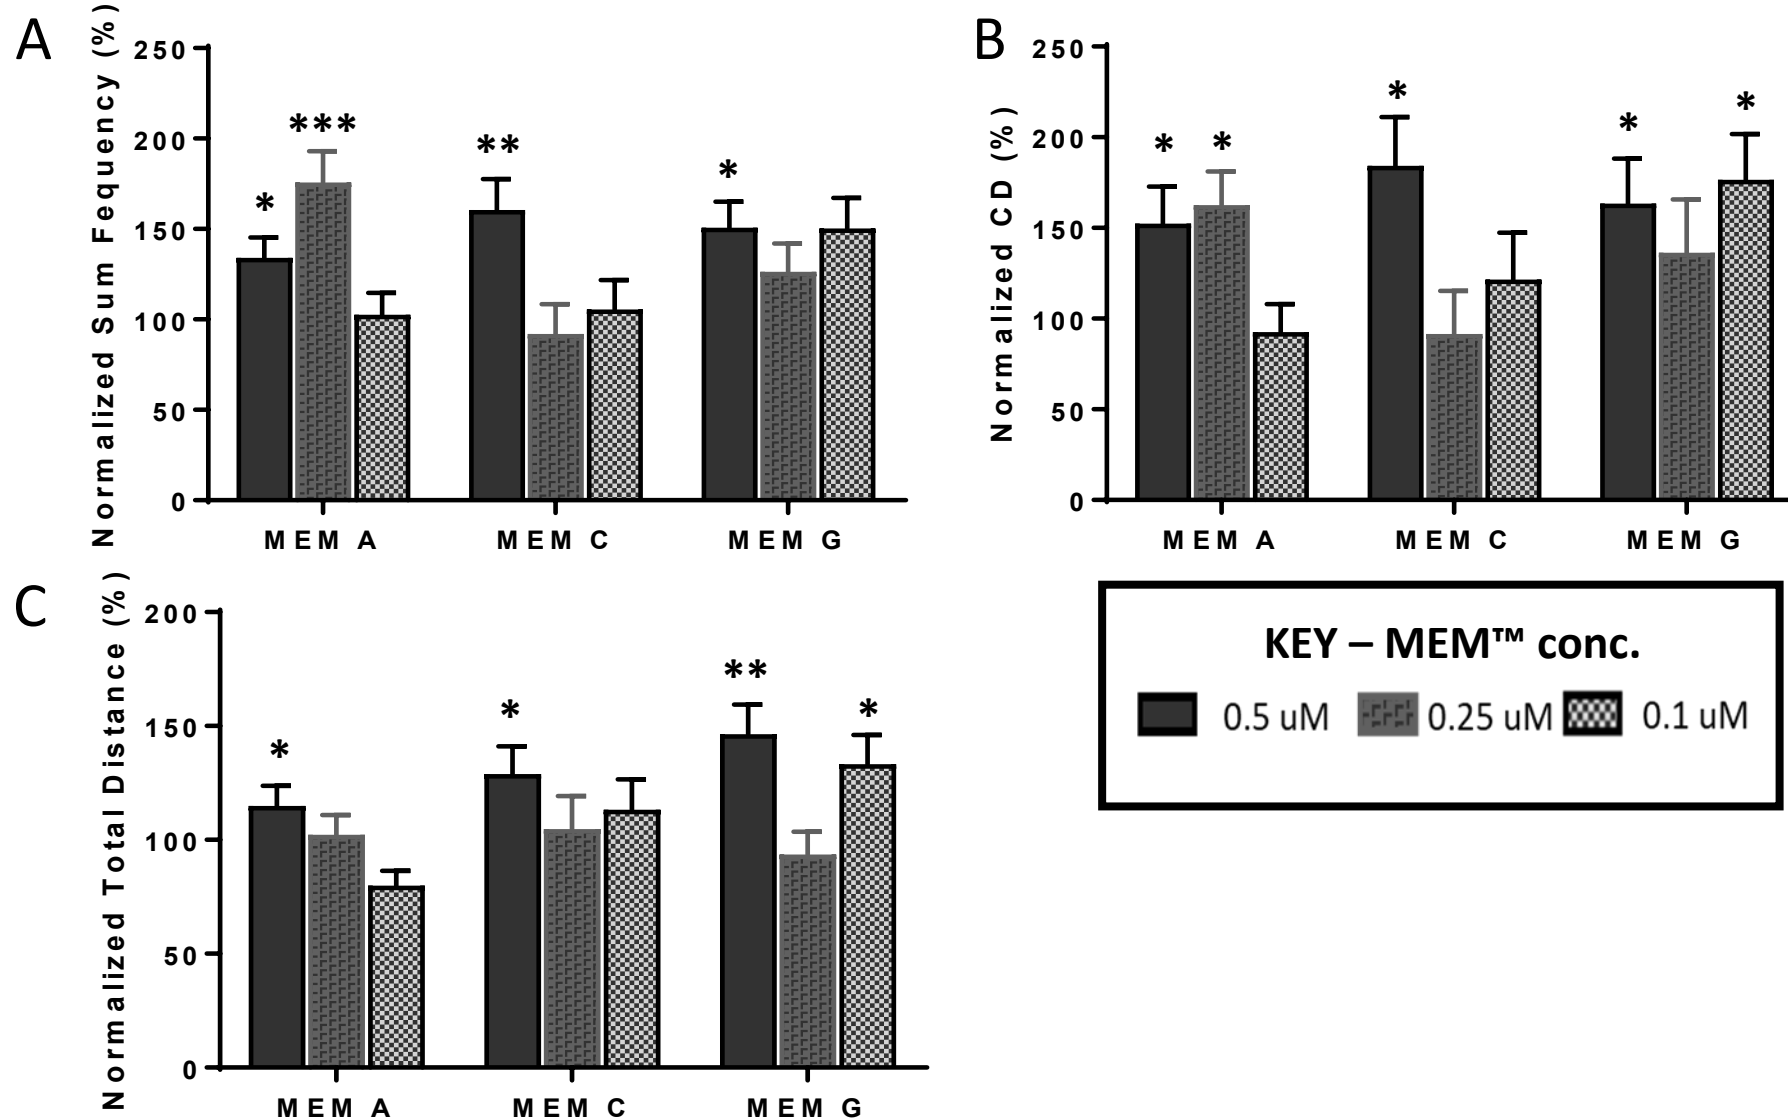 A
Normalized Sum Fequency (%)
250
200
150
100
50
0
*
***
**
*
MEM A
MEM C
MEM G
B
Normalized CD (%)
250
200
150
100
50
0
*
*
*
*
*
MEM A
MEM C
MEM G
C
Normalized Total Distance (%)
200
150
100
50
0
*
*
**
*
MEM A
MEM C
MEM G
KEY – MEM™ conc.
0.5 uM 0.25 uM 0.1 uM